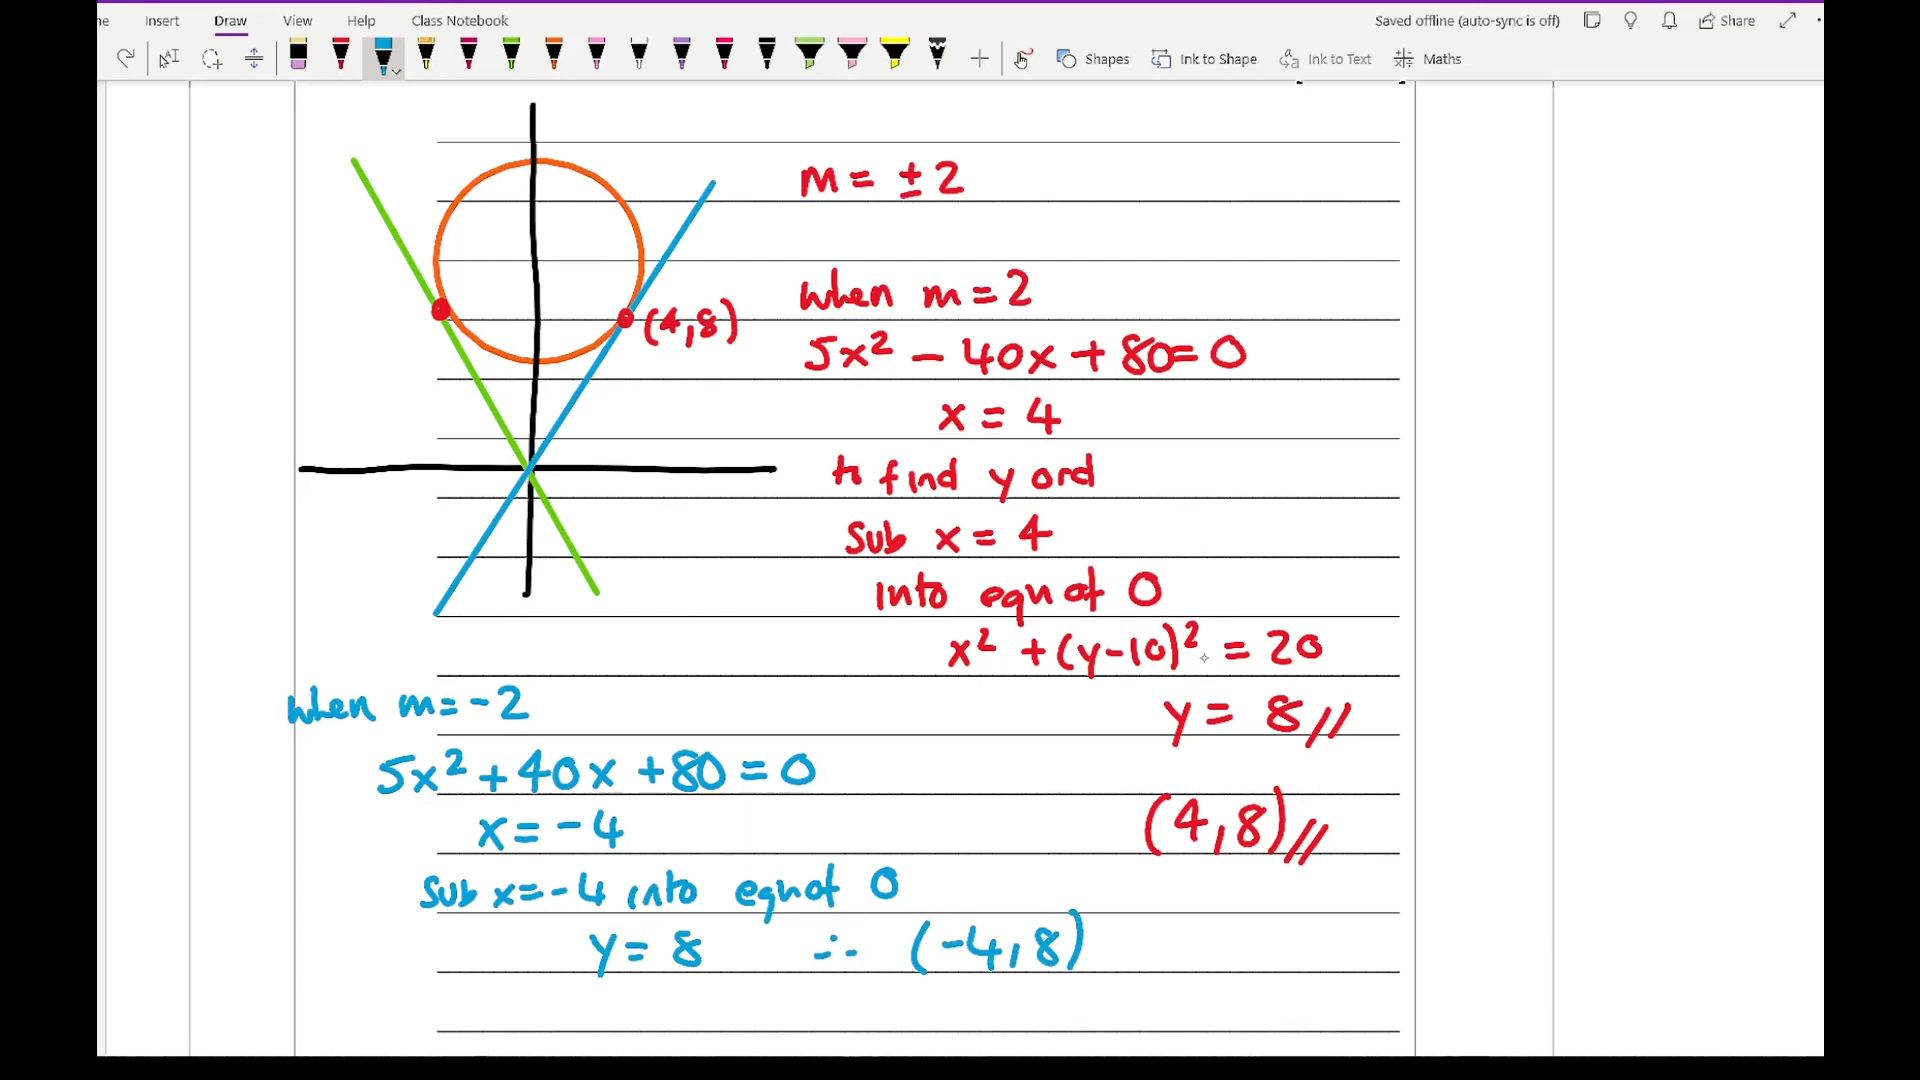 ne Insert Draw View Help Class Notebook Saved offline (auto-sync is off) Share
Shapes Ink to Shape Ink to Text Maths
m = ± 2
When m = 2
(4,8)
5x² - 40x + 80 = 0
x = 4
to find y ord
Sub x = 4
into eqn of O
x² + (y-10)² = 20
y = 8 //
(4,8) //
When m = -2
5x² + 40x + 80 = 0
x = -4
Sub x = -4 into eqn of O
y = 8 ∴ (-4,8)